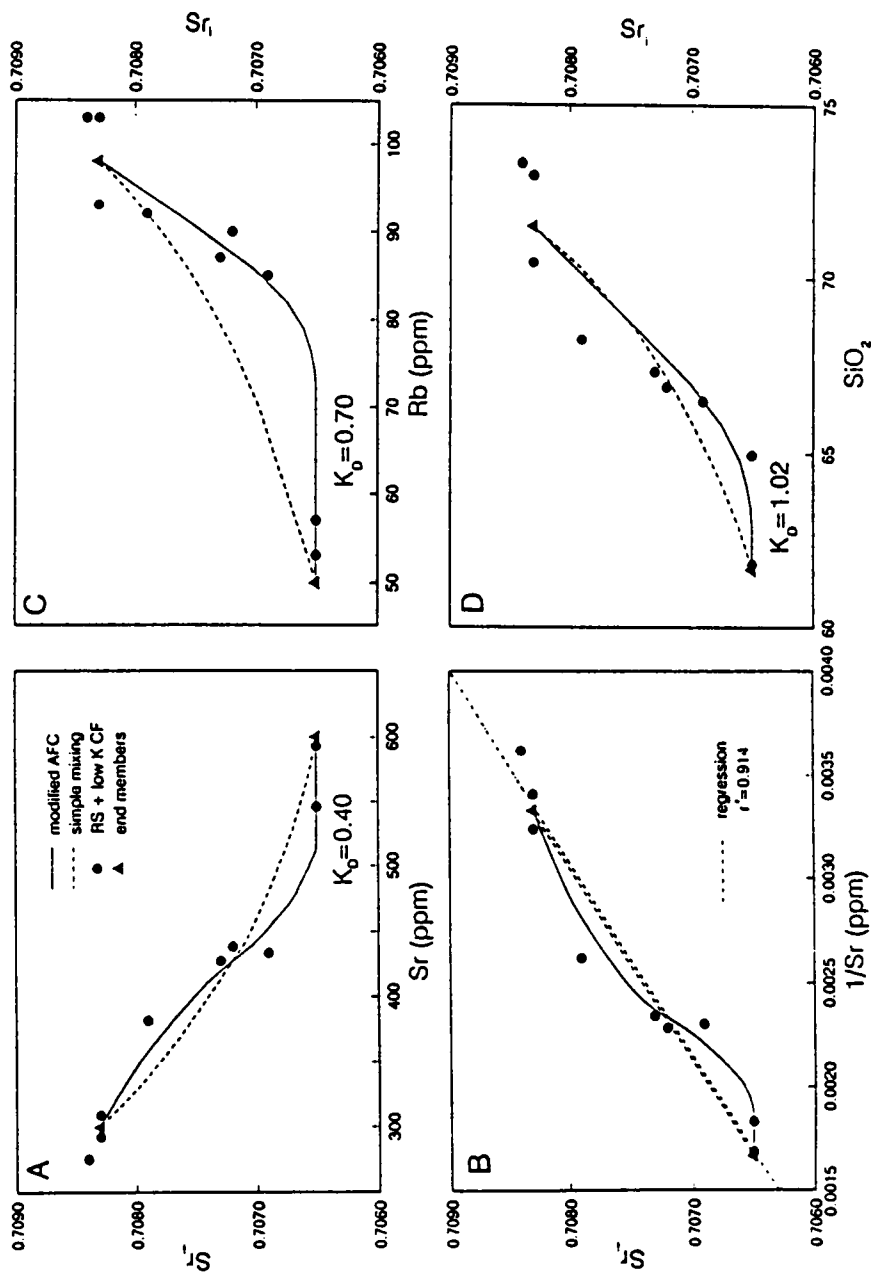 A
modified AFC
simple mixing
RS + low K CF
end members
K_D=0.40
0.7090
0.7080
0.7070
0.7060
Sr_i
300
400
500
600
Sr (ppm)
C
K_D=0.70
50
60
70
80
90
100
Rb (ppm)
0.7090
0.7080
0.7070
0.7060
Sr_i
B
regression
r²=0.914
0.7090
0.7080
0.7070
0.7060
Sr_i
0.0015
0.0020
0.0025
0.0030
0.0035
0.0040
1/Sr (ppm)
D
K_D=1.02
60
65
70
75
SiO₂
0.7090
0.7080
0.7070
0.7060
Sr_i